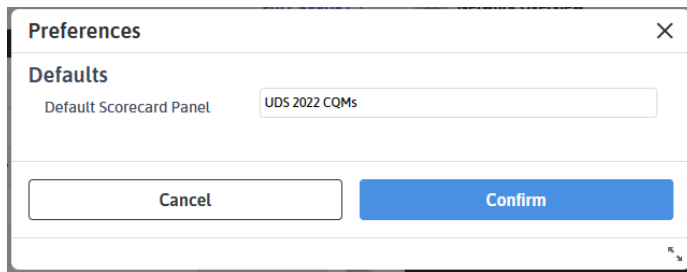 Preferences
Defaults
Default Scorecard Panel UDS 2022 CQMs
Cancel Confirm